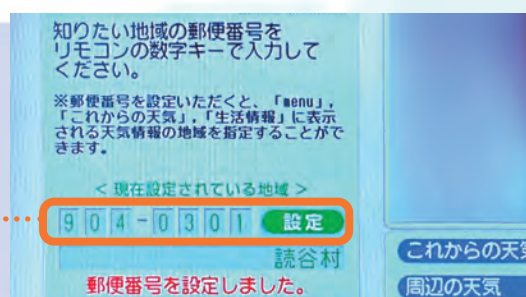 知りたい地域の郵便番号を
リモコンの数字キーで入力して
ください。
※郵便番号を設定いただくと、「menu」,
「これからの天気」,「生活情報」に表示
される天気情報の地域を指定することがで
きます。
＜ 現在設定されている地域 ＞
904-0301 設定
読谷村
郵便番号を設定しました。
これからの天気
周辺の天気